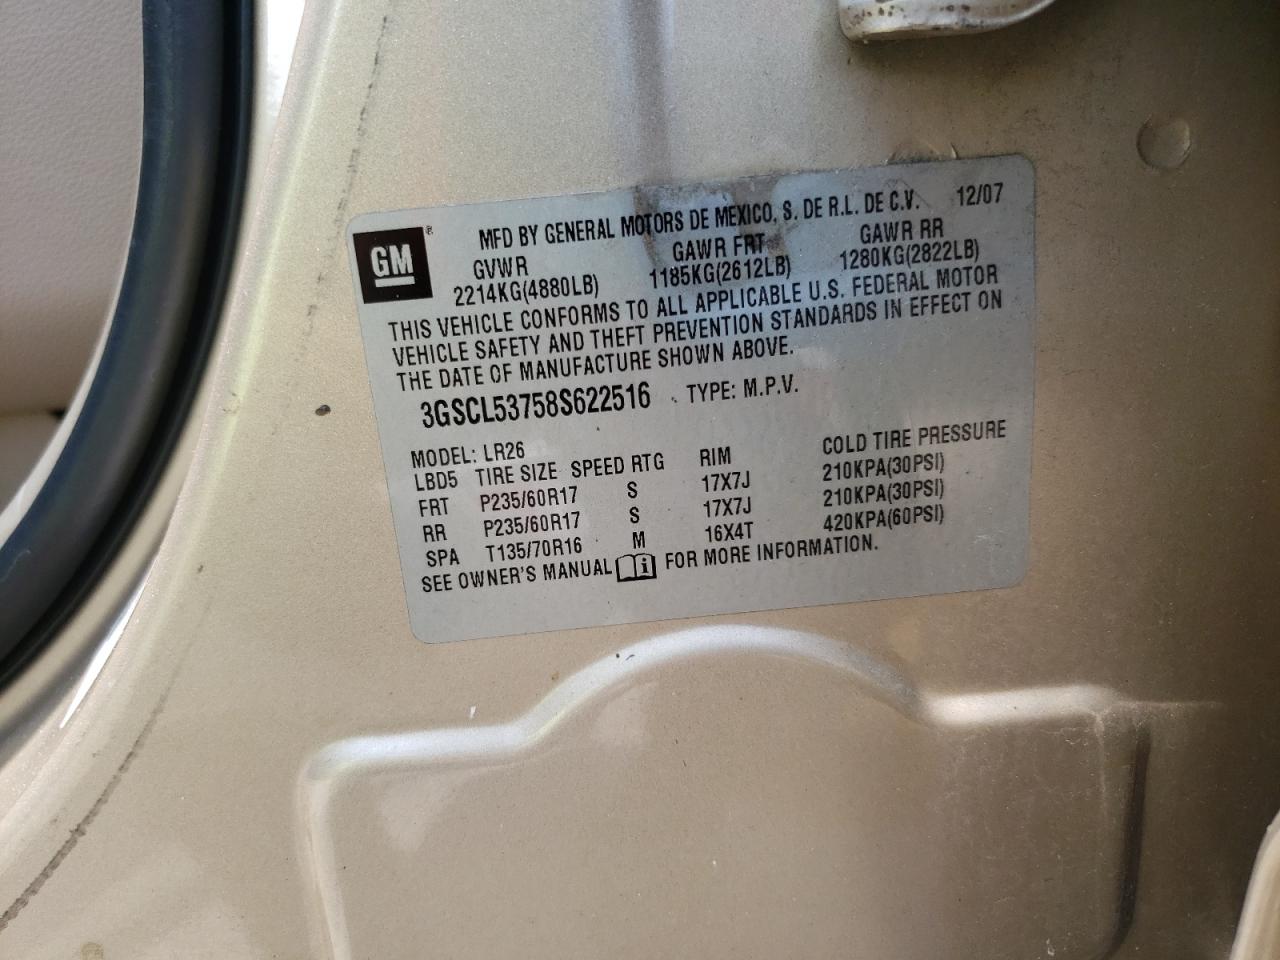 GM ®
MFD BY GENERAL MOTORS DE MEXICO, S. DE R.L. DE C.V. 12/07
GVWR GAWR FRT GAWR RR
2214KG(4880LB) 1185KG(2612LB) 1280KG(2822LB)
THIS VEHICLE CONFORMS TO ALL APPLICABLE U.S. FEDERAL MOTOR
VEHICLE SAFETY AND THEFT PREVENTION STANDARDS IN EFFECT ON
THE DATE OF MANUFACTURE SHOWN ABOVE.
3GSCL53758S622516 TYPE: M.P.V.
MODEL: LR26
LBD5 TIRE SIZE SPEED RTG RIM COLD TIRE PRESSURE
FRT P235/60R17 S 17X7J 210KPA(30PSI)
RR P235/60R17 S 17X7J 210KPA(30PSI)
SPA T135/70R16 M 16X4T 420KPA(60PSI)
SEE OWNER'S MANUAL i FOR MORE INFORMATION.